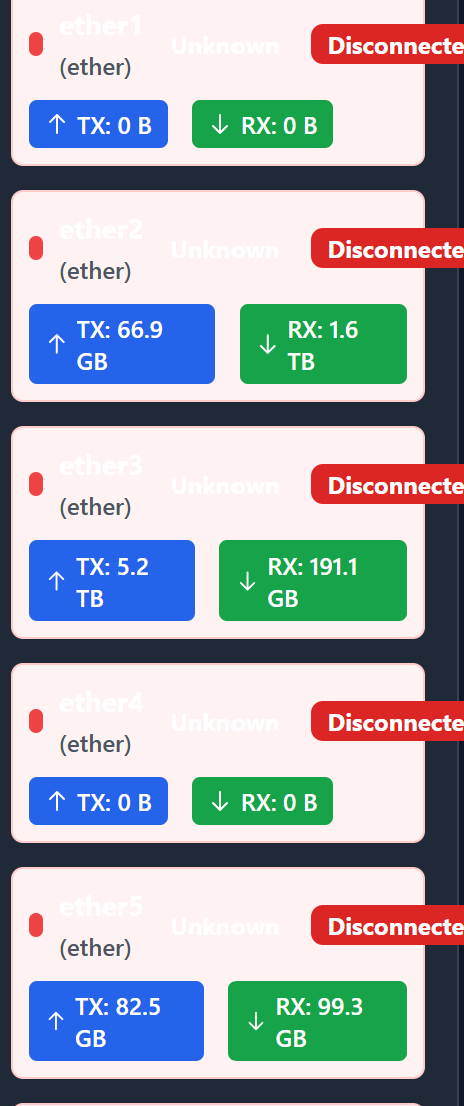 ether1
Unknown
Disconnecte
(ether)
↑ TX: 0 B
↓ RX: 0 B
ether2
Unknown
Disconnecte
(ether)
↑ TX: 66.9
GB
↓ RX: 1.6
TB
ether3
Unknown
Disconnecte
(ether)
↑ TX: 5.2
TB
↓ RX: 191.1
GB
ether4
Unknown
Disconnecte
(ether)
↑ TX: 0 B
↓ RX: 0 B
ether5
Unknown
Disconnecte
(ether)
↑ TX: 82.5
GB
↓ RX: 99.3
GB